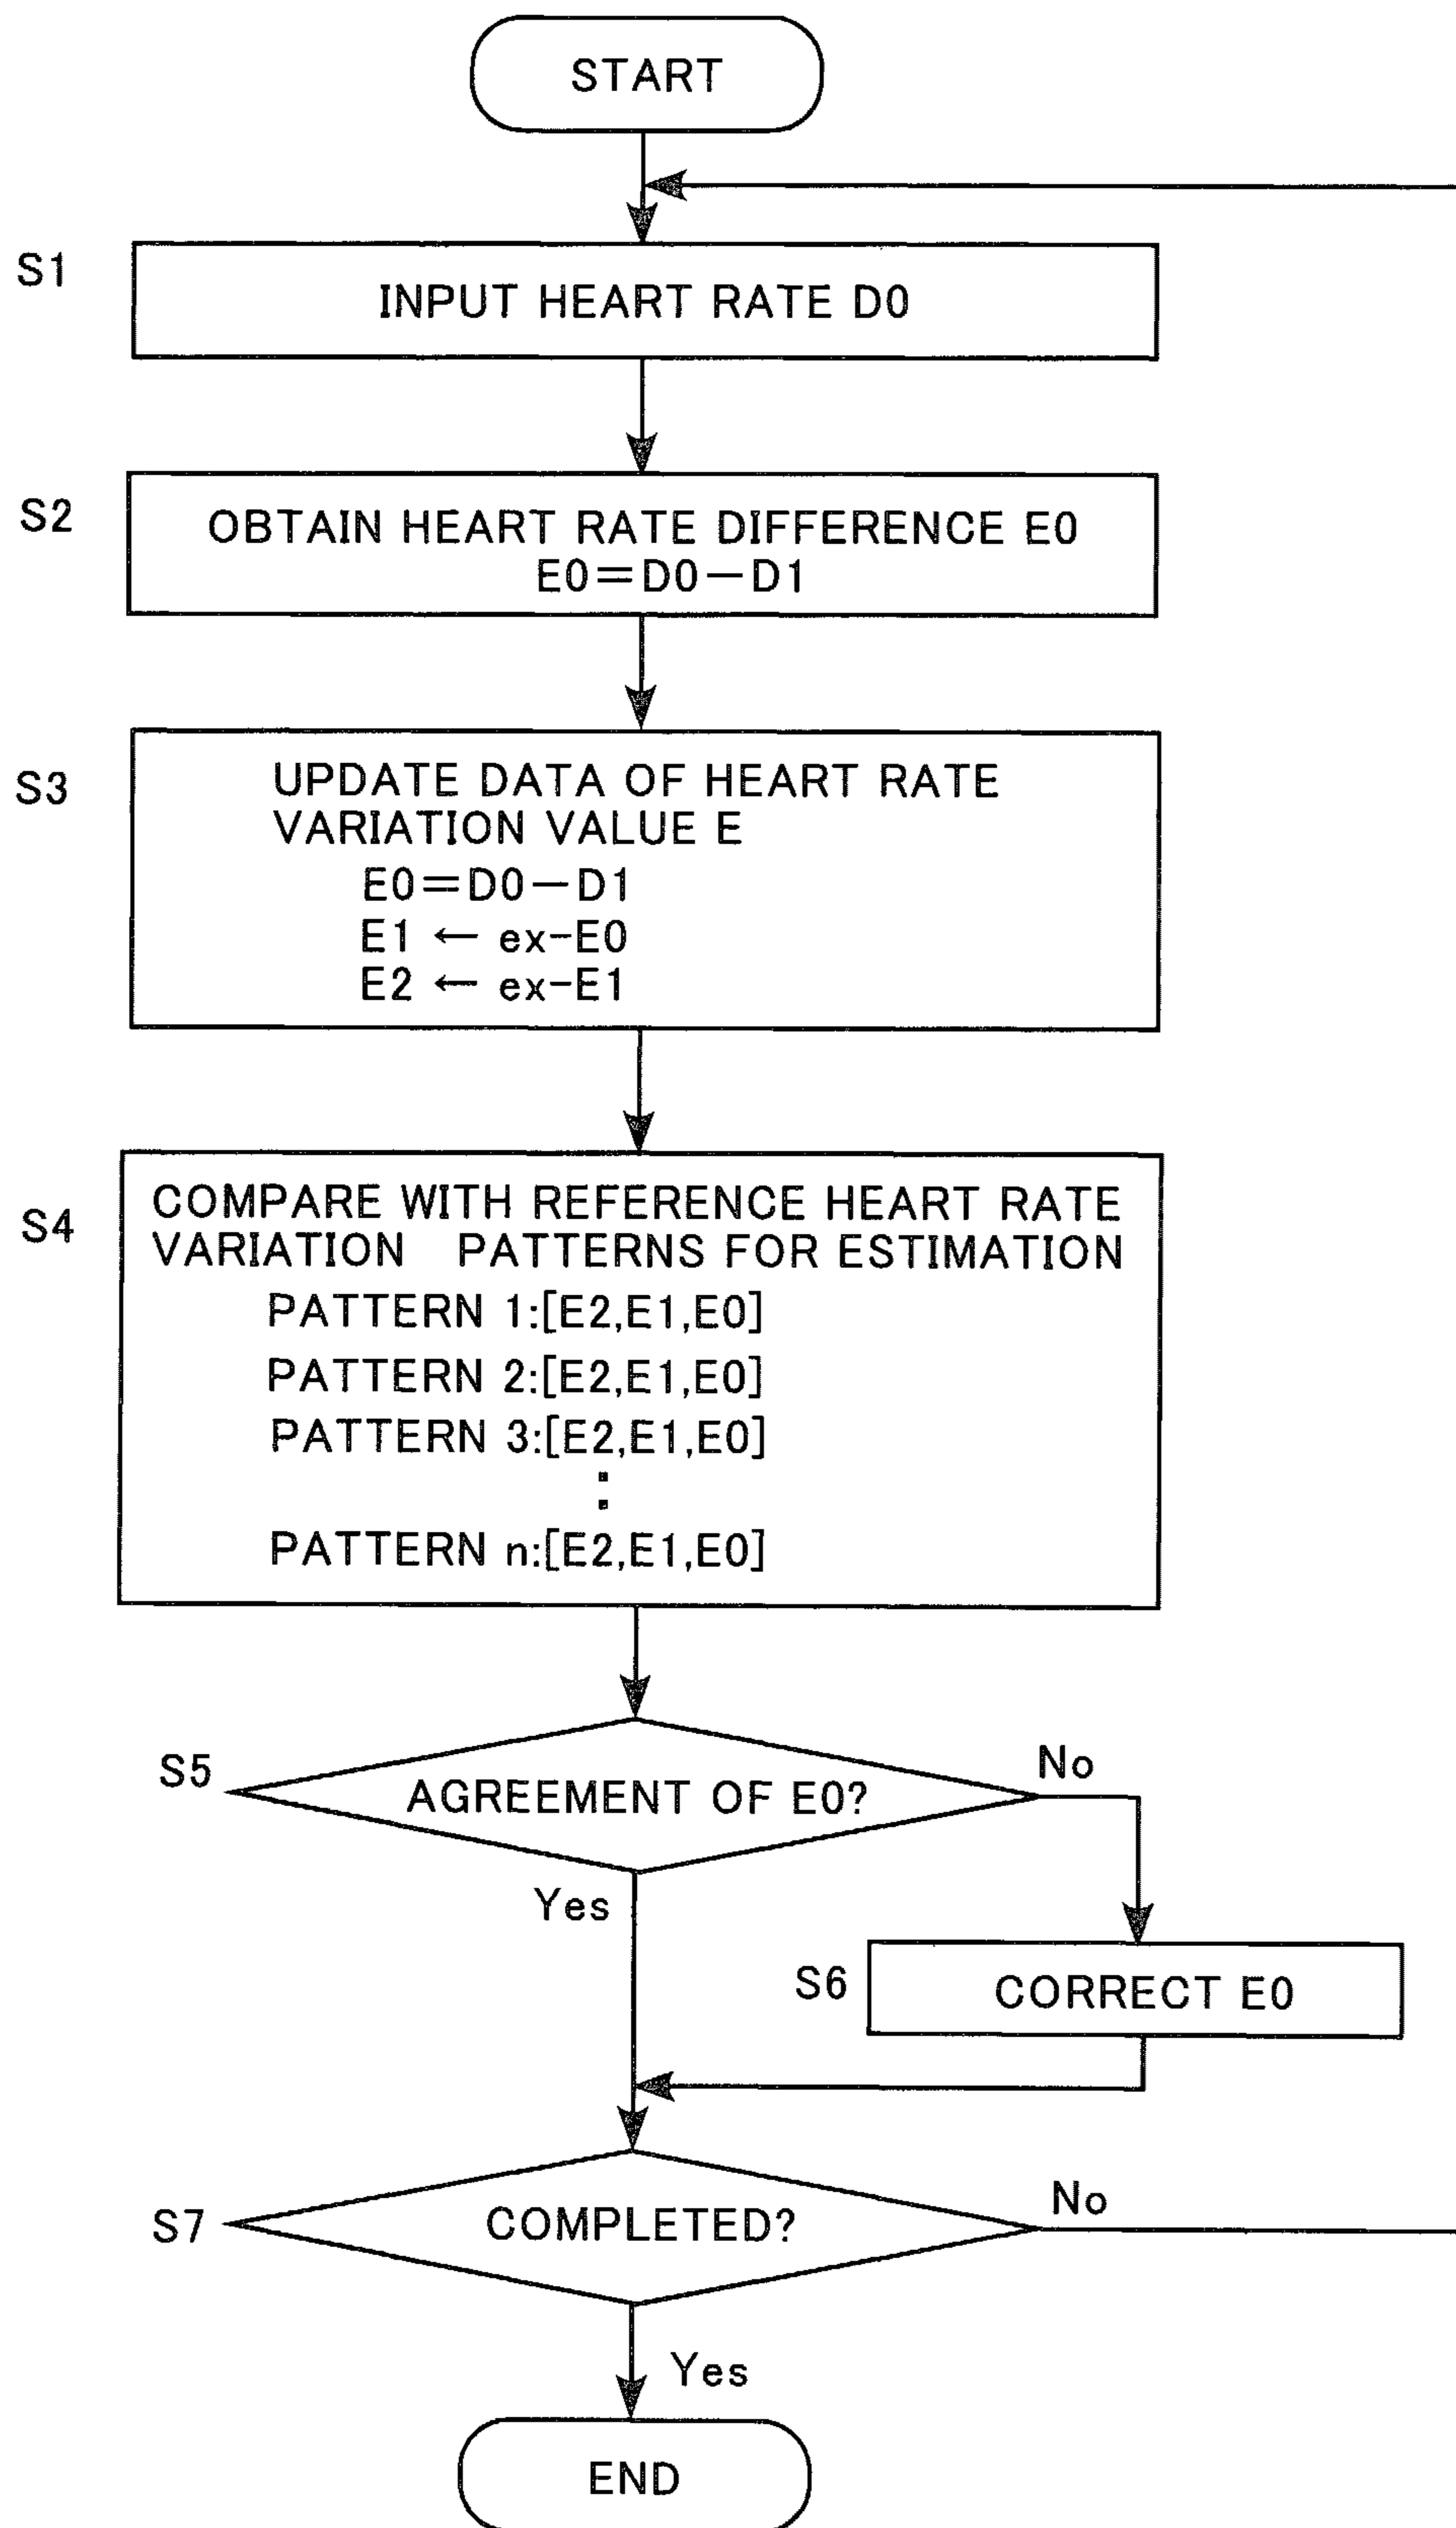 START
S1
INPUT HEART RATE D0
S2
OBTAIN HEART RATE DIFFERENCE E0
E0=D0-D1
S3
UPDATE DATA OF HEART RATE
VARIATION VALUE E
E0=D0-D1
E1 ← ex-E0
E2 ← ex-E1
S4
COMPARE WITH REFERENCE HEART RATE
VARIATION PATTERNS FOR ESTIMATION
PATTERN 1:[E2,E1,E0]
PATTERN 2:[E2,E1,E0]
PATTERN 3:[E2,E1,E0]
:
PATTERN n:[E2,E1,E0]
S5
AGREEMENT OF E0?
No
Yes
S6
CORRECT E0
S7
COMPLETED?
No
Yes
END